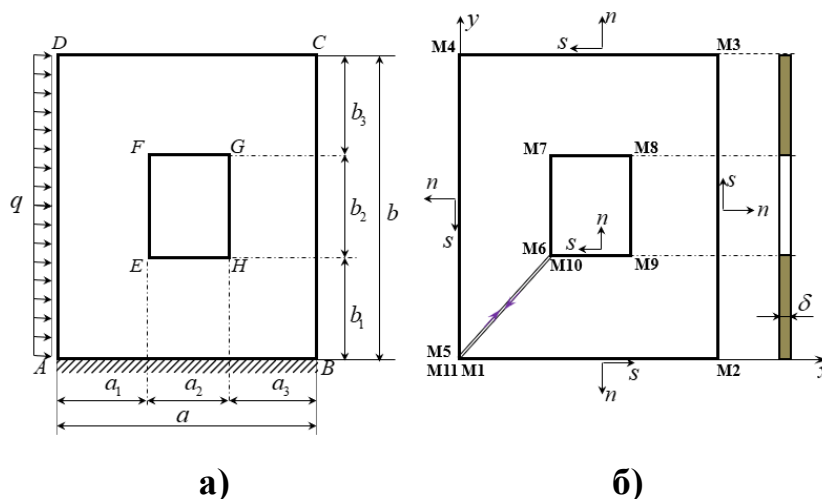 D
C
F
G
q
E
H
A
B
b₃
b₂
b
b₁
a₁
a₂
a₃
a
а)
y
n
s
M4
M3
M7
M8
n
s
n
s
s
n
M6
M10
M9
δ
M5
M11
M1
M2
s
n
x
б)